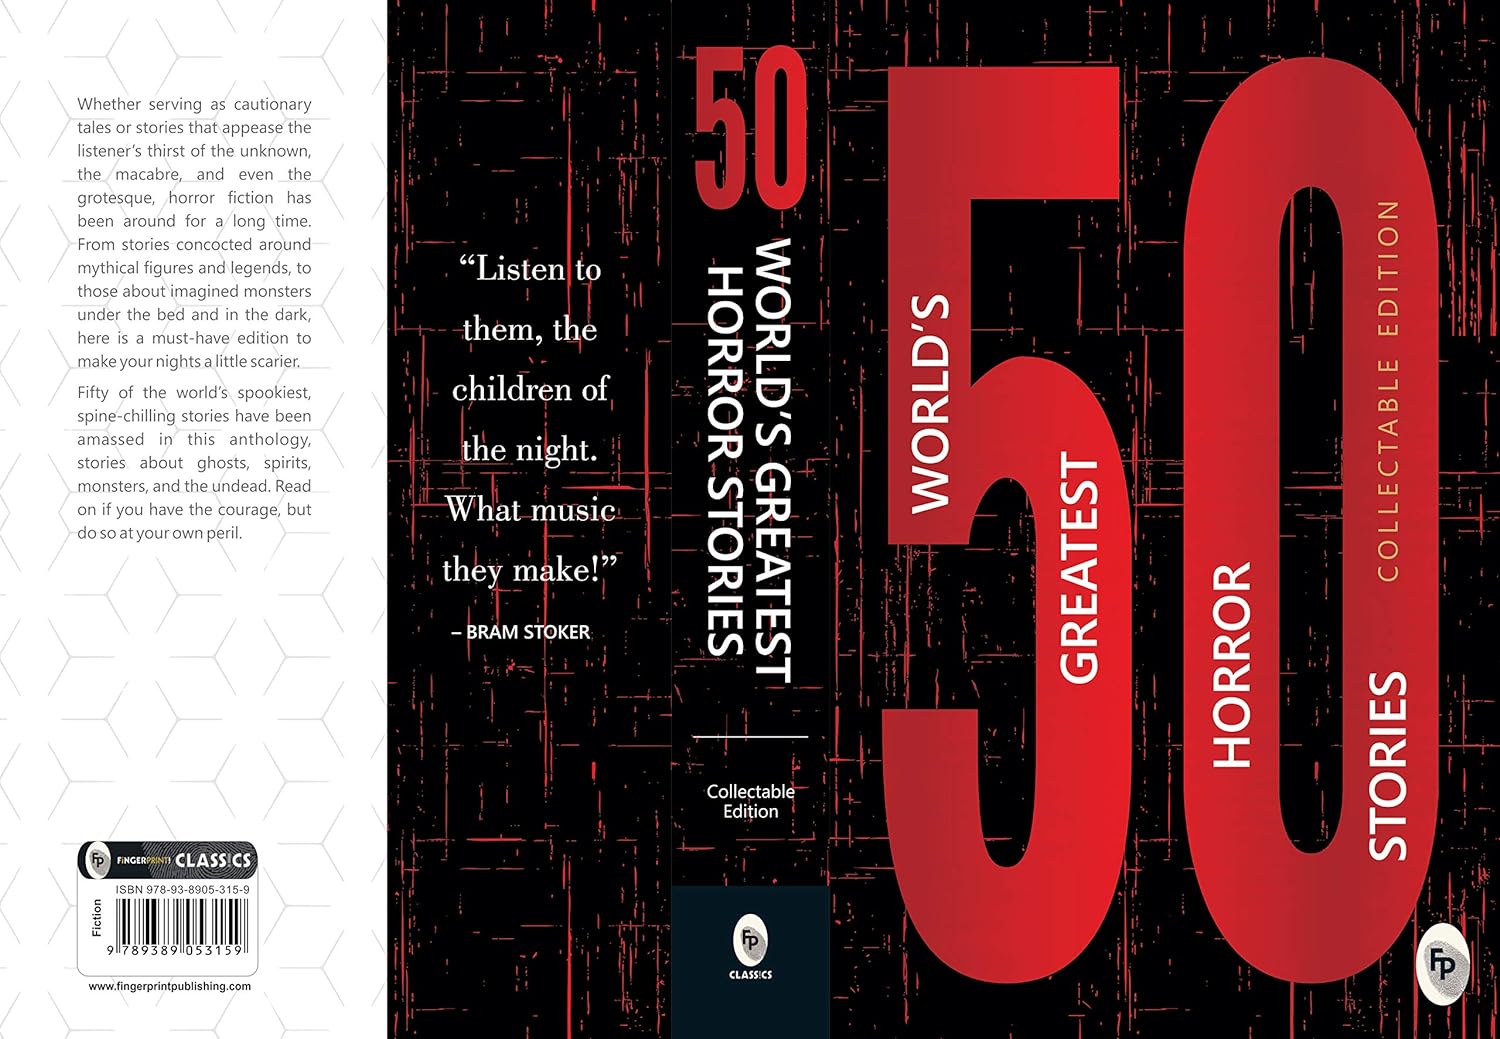 Whether serving as cautionary
tales or stories that appease the
listener's thirst of the unknown,
the macabre, and even the
grotesque, horror fiction has
been around for a long time.
From stories concocted around
mythical figures and legends, to
those about imagined monsters
under the bed and in the dark,
here is a must-have edition to
make your nights a little scarier.
Fifty of the world's spookiest,
spine-chilling stories have been
amassed in this anthology,
stories about ghosts, spirits,
monsters, and the undead. Read
on if you have the courage, but
do so at your own peril.
FP FiNGERPRINT! CLASS!CS
ISBN 978-93-8905-315-9
Fiction
9 789389 053159
www.fingerprintpublishing.com
“Listen to
them, the
children of
the night.
What music
they make!”
– BRAM STOKER
50
WORLD'S GREATEST
HORROR STORIES
Collectable
Edition
FP
CLASS!CS
50
WORLD'S
GREATEST
HORROR
STORIES
COLLECTABLE EDITION
FP